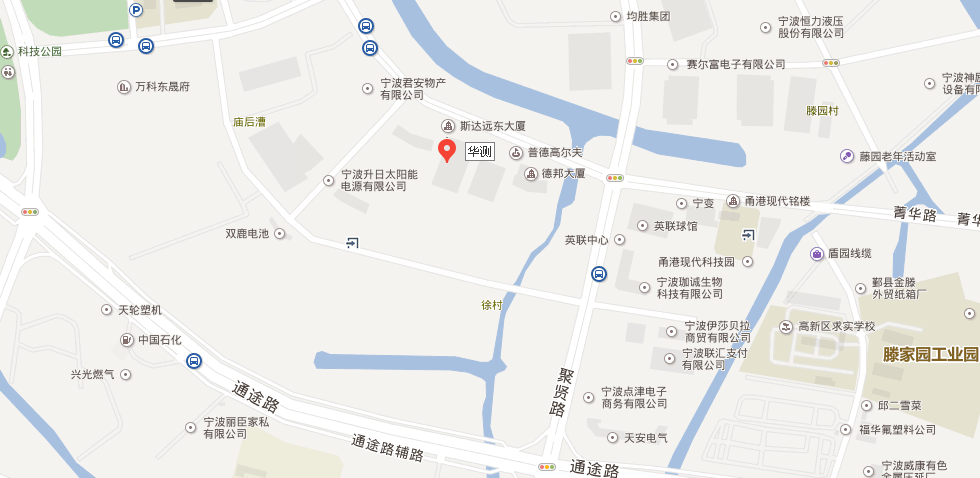 均胜集团
宁波恒力液压
股份有限公司
P
科技公园
赛尔富电子有限公司
宁波君安物产
有限公司
万科东晟府
滕园村
庙后漕
斯达远东大厦
华测
普德高尔夫
藤园老年活动室
德邦大厦
宁波升日太阳能
电源有限公司
宁变
甬港现代铭楼
菁华路
英联球馆
双鹿电池
英联中心
盾园线缆
甬港现代科技园
宁波珈诚生物
科技有限公司
鄞县金滕
外贸纸箱厂
徐村
天轮塑机
宁波伊莎贝拉
商贸有限公司
高新区求实学校
中国石化
宁波联汇支付
有限公司
滕家园工业园
兴光燃气
聚贤路
通途路
宁波点津电子
商务有限公司
邱二雪菜
宁波丽臣家私
有限公司
天安电气
福华氟塑料公司
通途路辅路
通途路
宁波威康有色